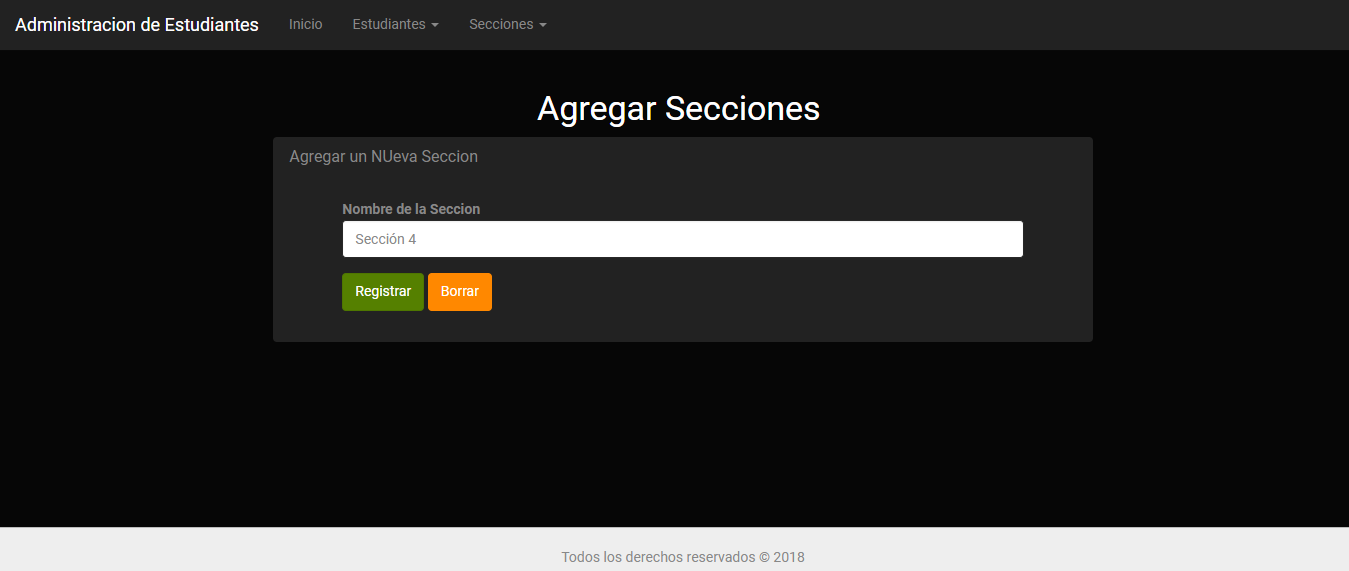 Administracion de Estudiantes Inicio Estudiantes Secciones
Agregar Secciones
Agregar un NUeva Seccion
Nombre de la Seccion
Sección 4
Registrar Borrar
Todos los derechos reservados © 2018